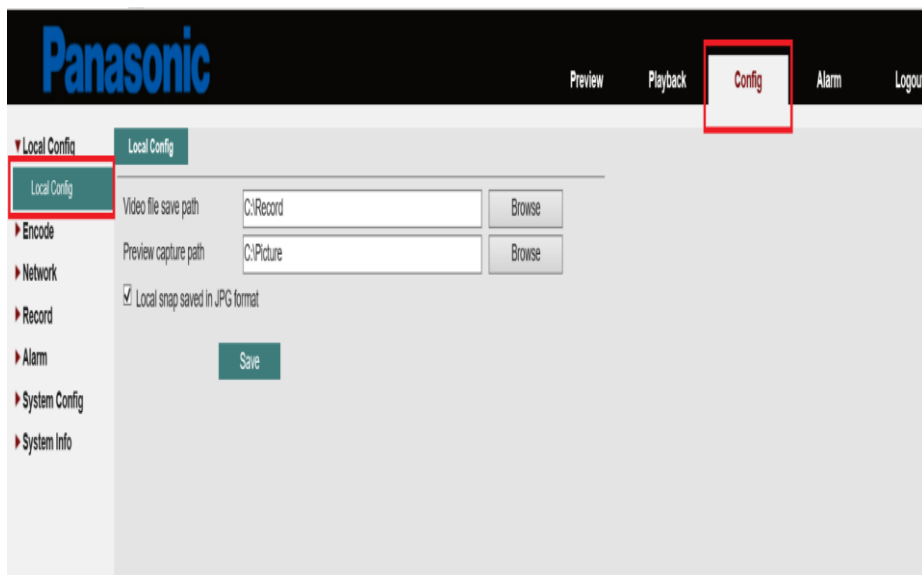 Panasonic
Preview Playback Config Alarm Logou
Local Config
Local Config
Encode
Network
Record
Alarm
System Config
System Info
Local Config
Video file save path C:\Record Browse
Preview capture path C:\Picture Browse
Local snap saved in JPG format
Save